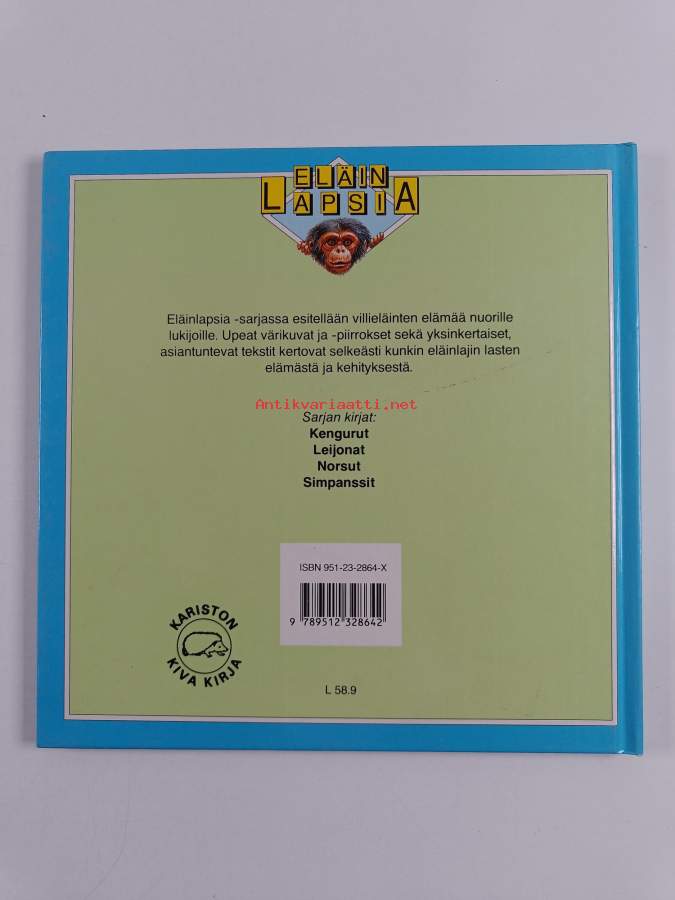 ELÄIN
LAPSIA
Eläinlapsia -sarjassa esitellään villieläinten elämää nuorille
lukijoille. Upeat värikuvat ja -piirrokset sekä yksinkertaiset,
asiantuntevat tekstit kertovat selkeästi kunkin eläinlajin lasten
elämästä ja kehityksestä.
Antikvariaatti.net
Sarjan kirjat:
Kengurut
Leijonat
Norsut
Simpanssit
ISBN 951-23-2864-X
9 789512 328642
KARISTON
KIVA KIRJA
L 58.9